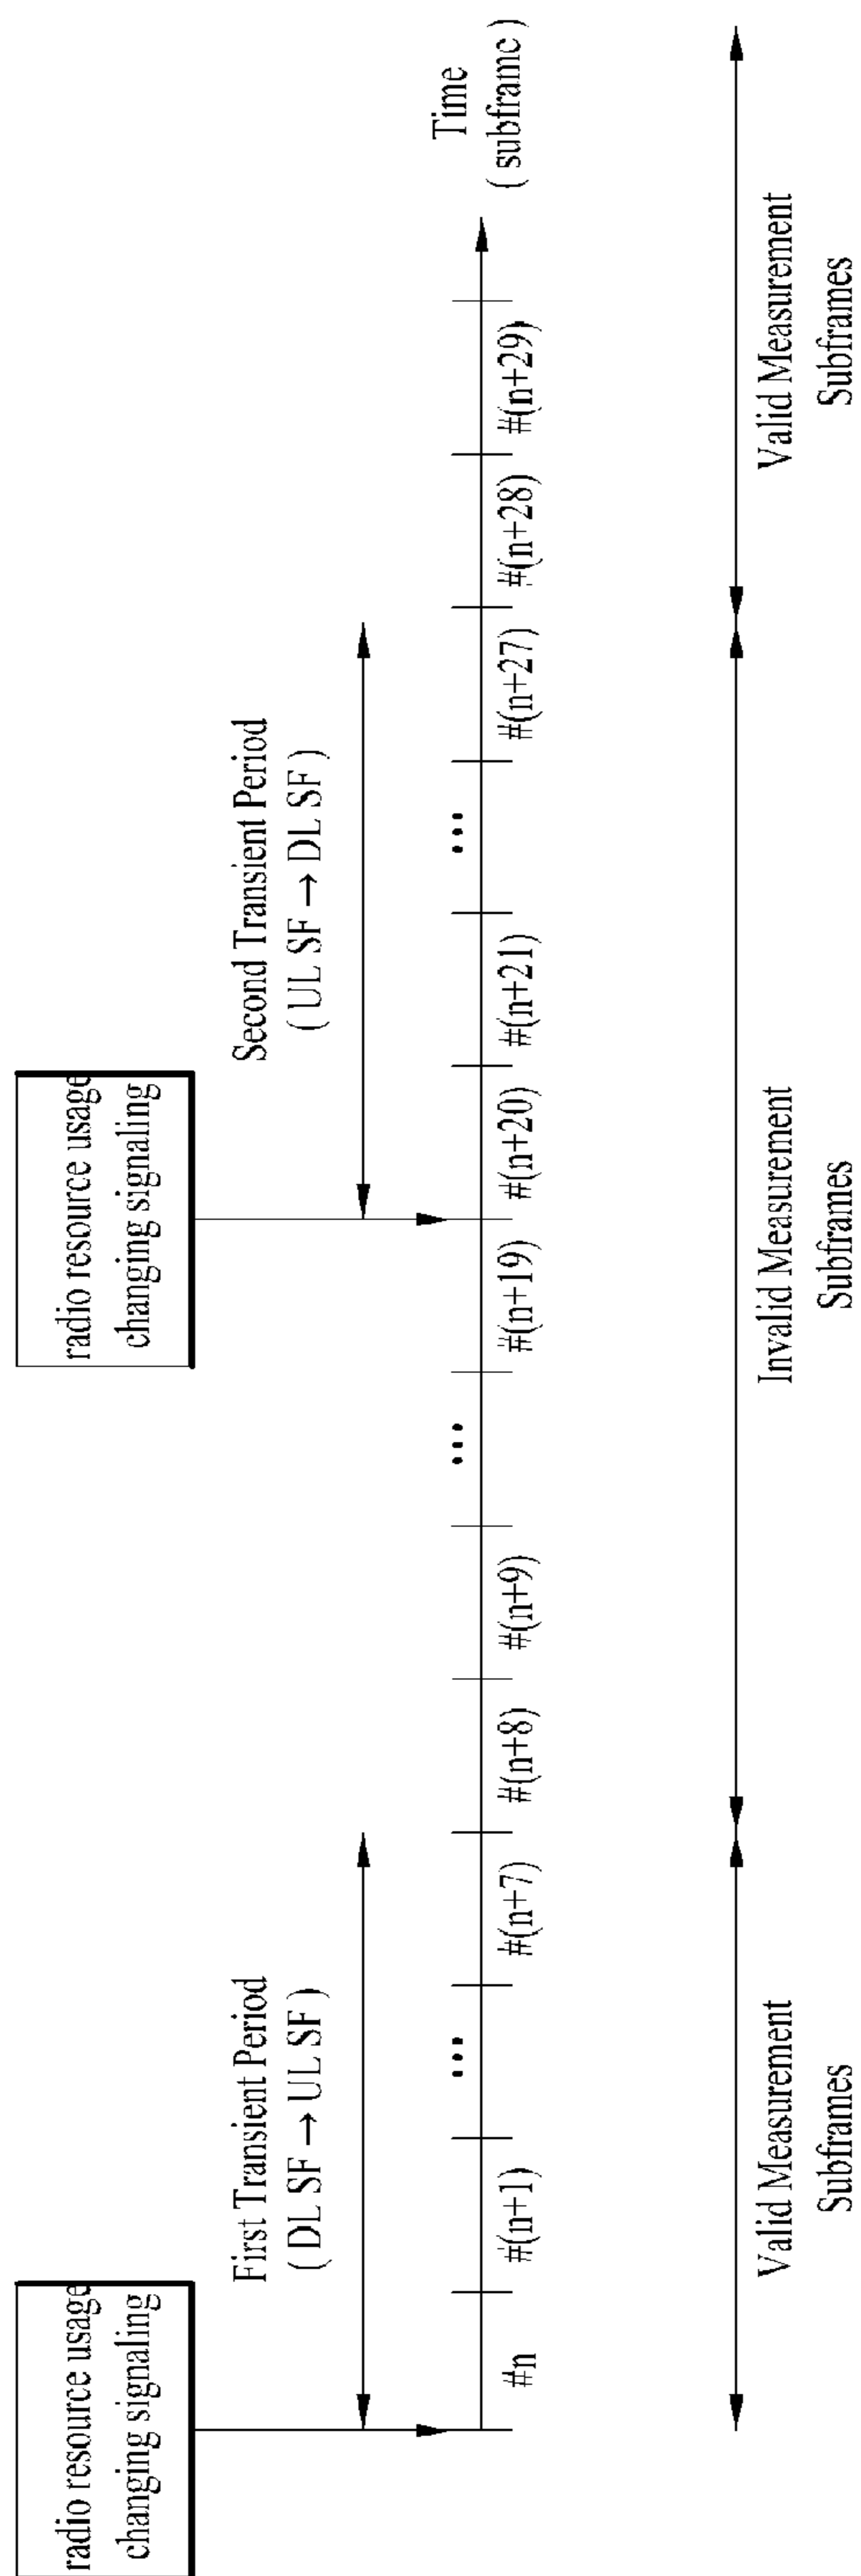 radio resource usage
changing signaling
radio resource usage
changing signaling
First Transient Period
( DL SF → UL SF )
Second Transient Period
( UL SF → DL SF )
...
...
...
Time
( subframe )
#n
#(n+1)
#(n+7)
#(n+8)
#(n+9)
#(n+19)
#(n+20)
#(n+21)
#(n+27)
#(n+28)
#(n+29)
Valid Measurement
Subframes
Invalid Measurement
Subframes
Valid Measurement
Subframes